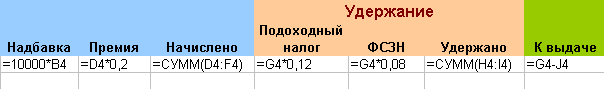 Удержание
Надбавка Премия Начислено Подоходный налог ФСЗН Удержано К выдаче
=10000*B4 =D4*0,2 =СУММ(D4:F4) =G4*0,12 =G4*0,08 =СУММ(H4:I4) =G4-J4